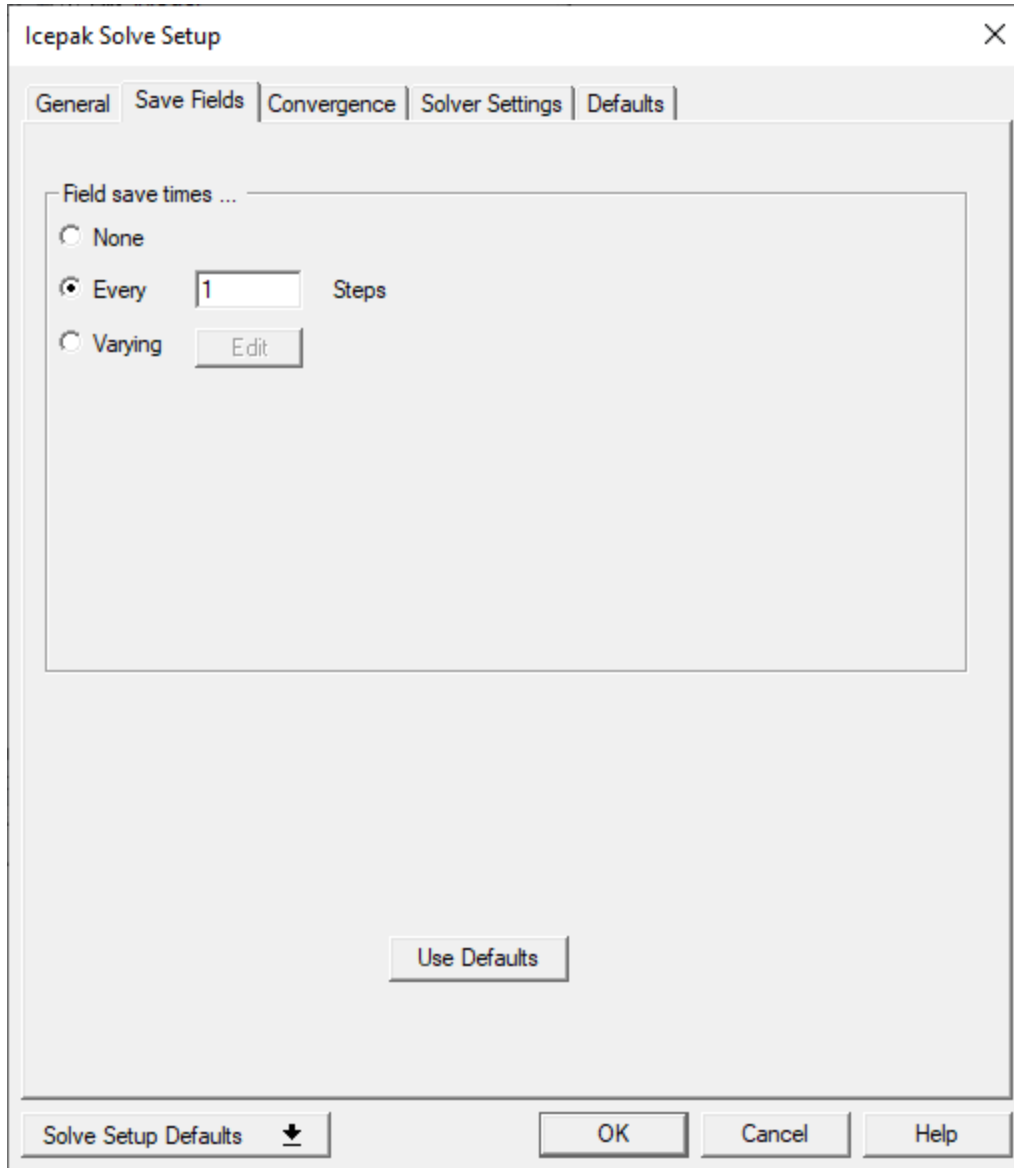 Icepak Solve Setup
General Save Fields Convergence Solver Settings Defaults
Field save times ...
None
Every 1 Steps
Varying Edit
Use Defaults
Solve Setup Defaults OK Cancel Help